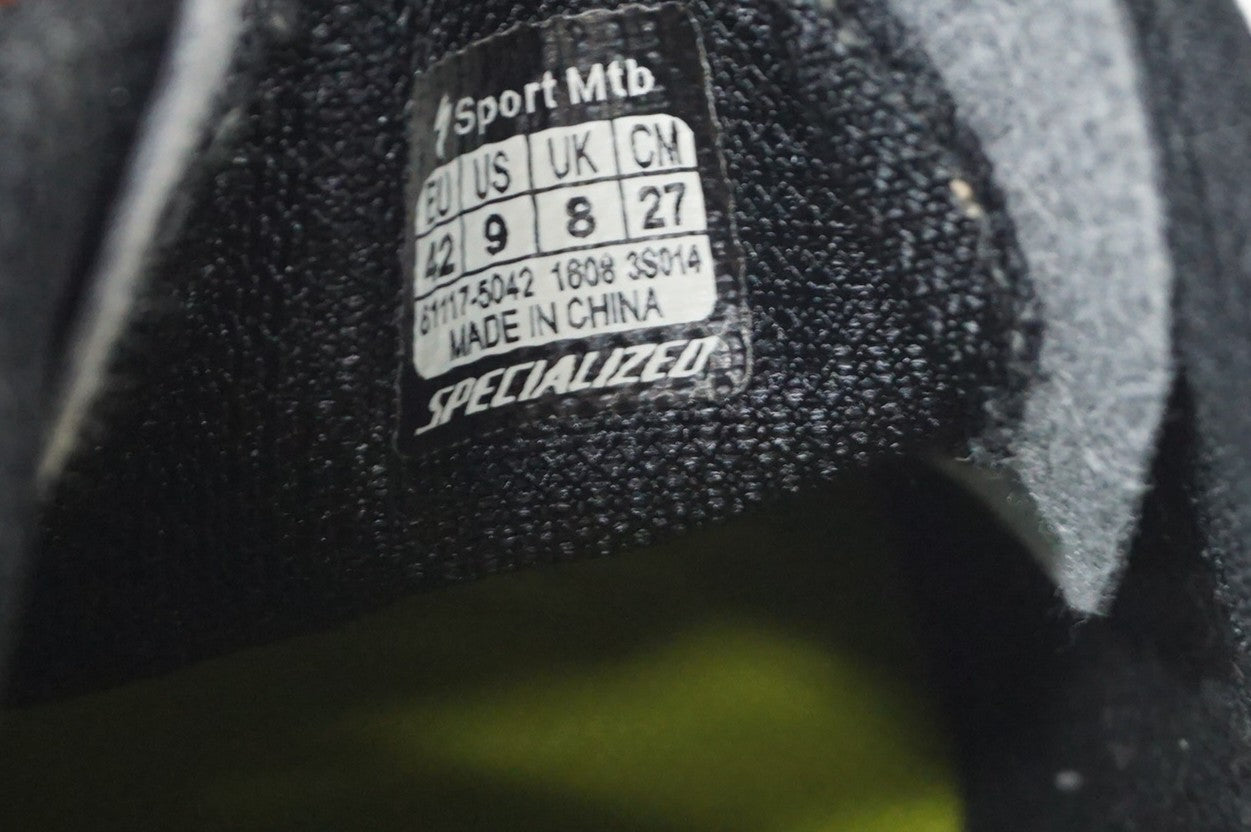 Sport Mtb
EU US UK CM
42 9 8 27
61117-5042 1608 3S014
MADE IN CHINA
SPECIALIZED